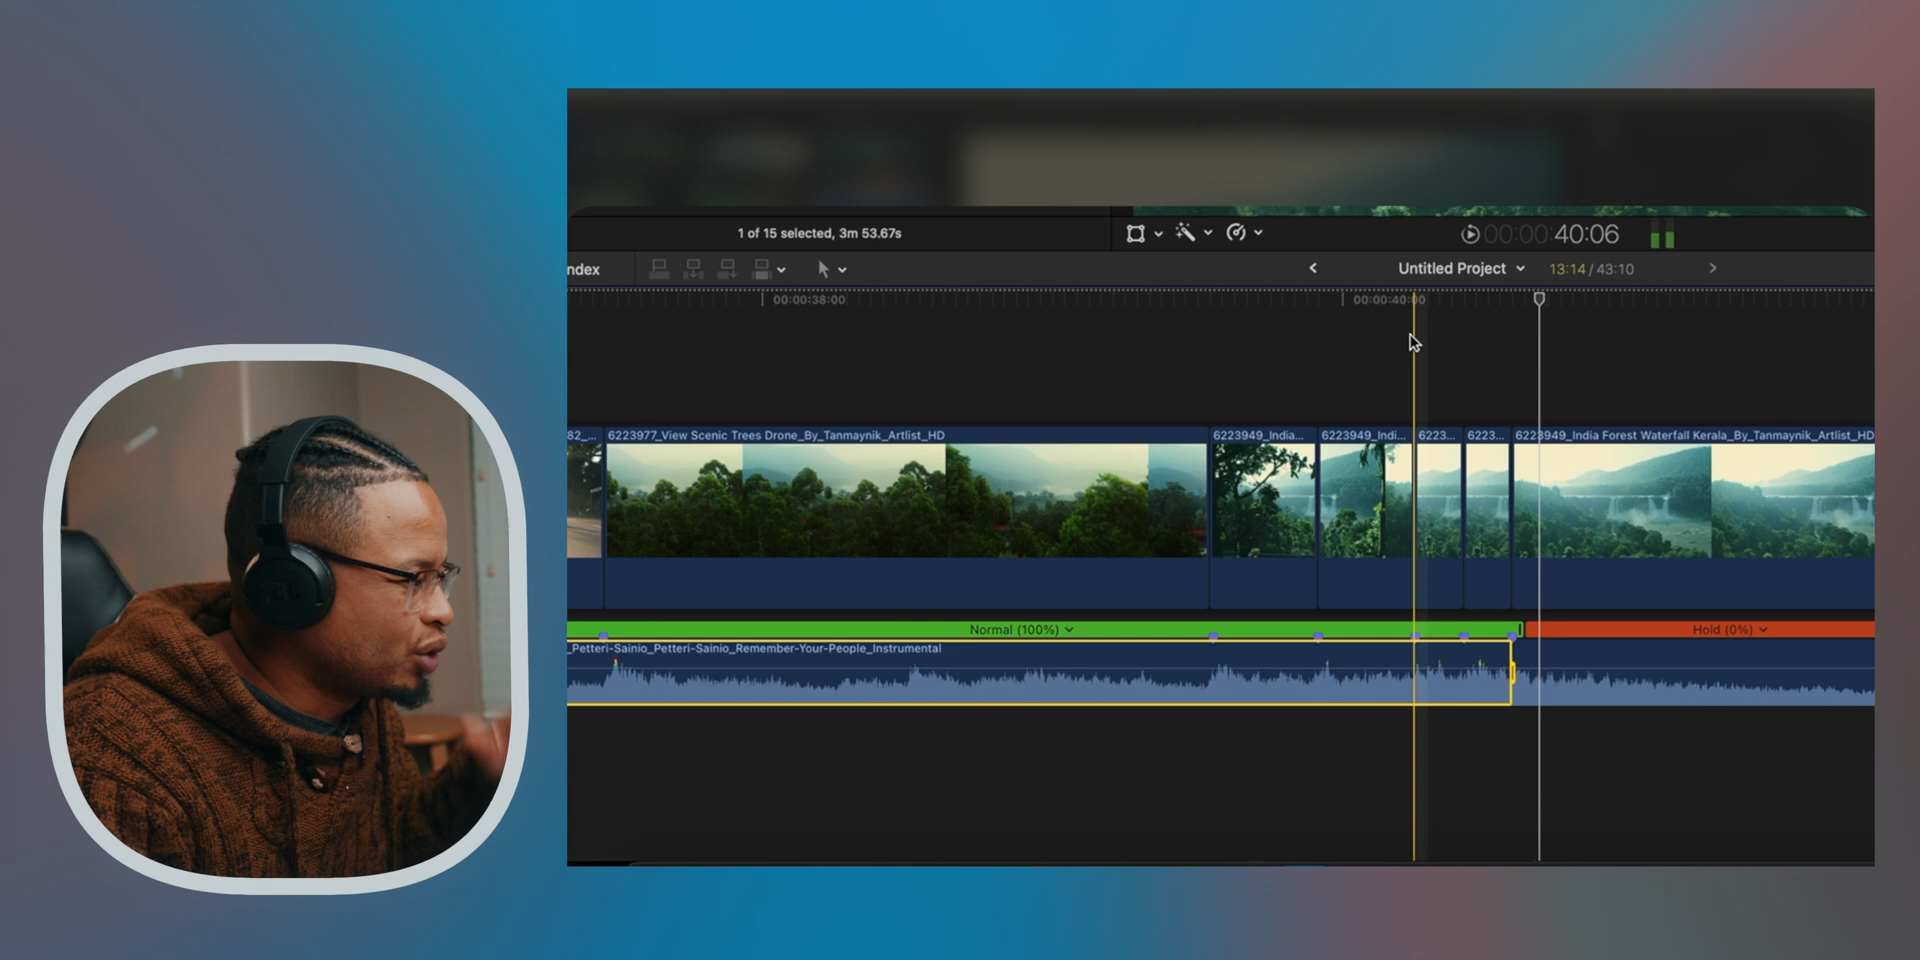 1 of 15 selected, 3m 53.67s
00:00:40:06
ndex
Untitled Project
13:14 / 43:10
00:00:38:00
00:00:40:00
82_...
6223977_View Scenic Trees Drone_By_Tanmaynik_Artlist_HD
6223949_India...
6223949_Indi...
6223...
6223...
6223949_India Forest Waterfall Kerala_By_Tanmaynik_Artlist_HD
Normal (100%)
Hold (0%)
_Petteri-Sainio_Petteri-Sainio_Remember-Your-People_Instrumental